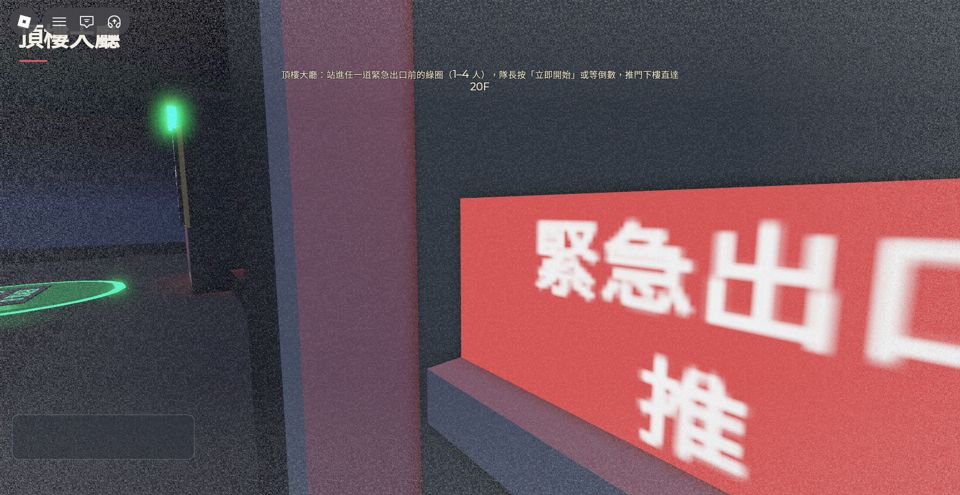 頂樓大廳
頂樓大廳：站進任一道緊急出口前的綠圈（1–4 人），隊長按「立即開始」或等倒數，推門下樓直達
20F
緊急出口
推